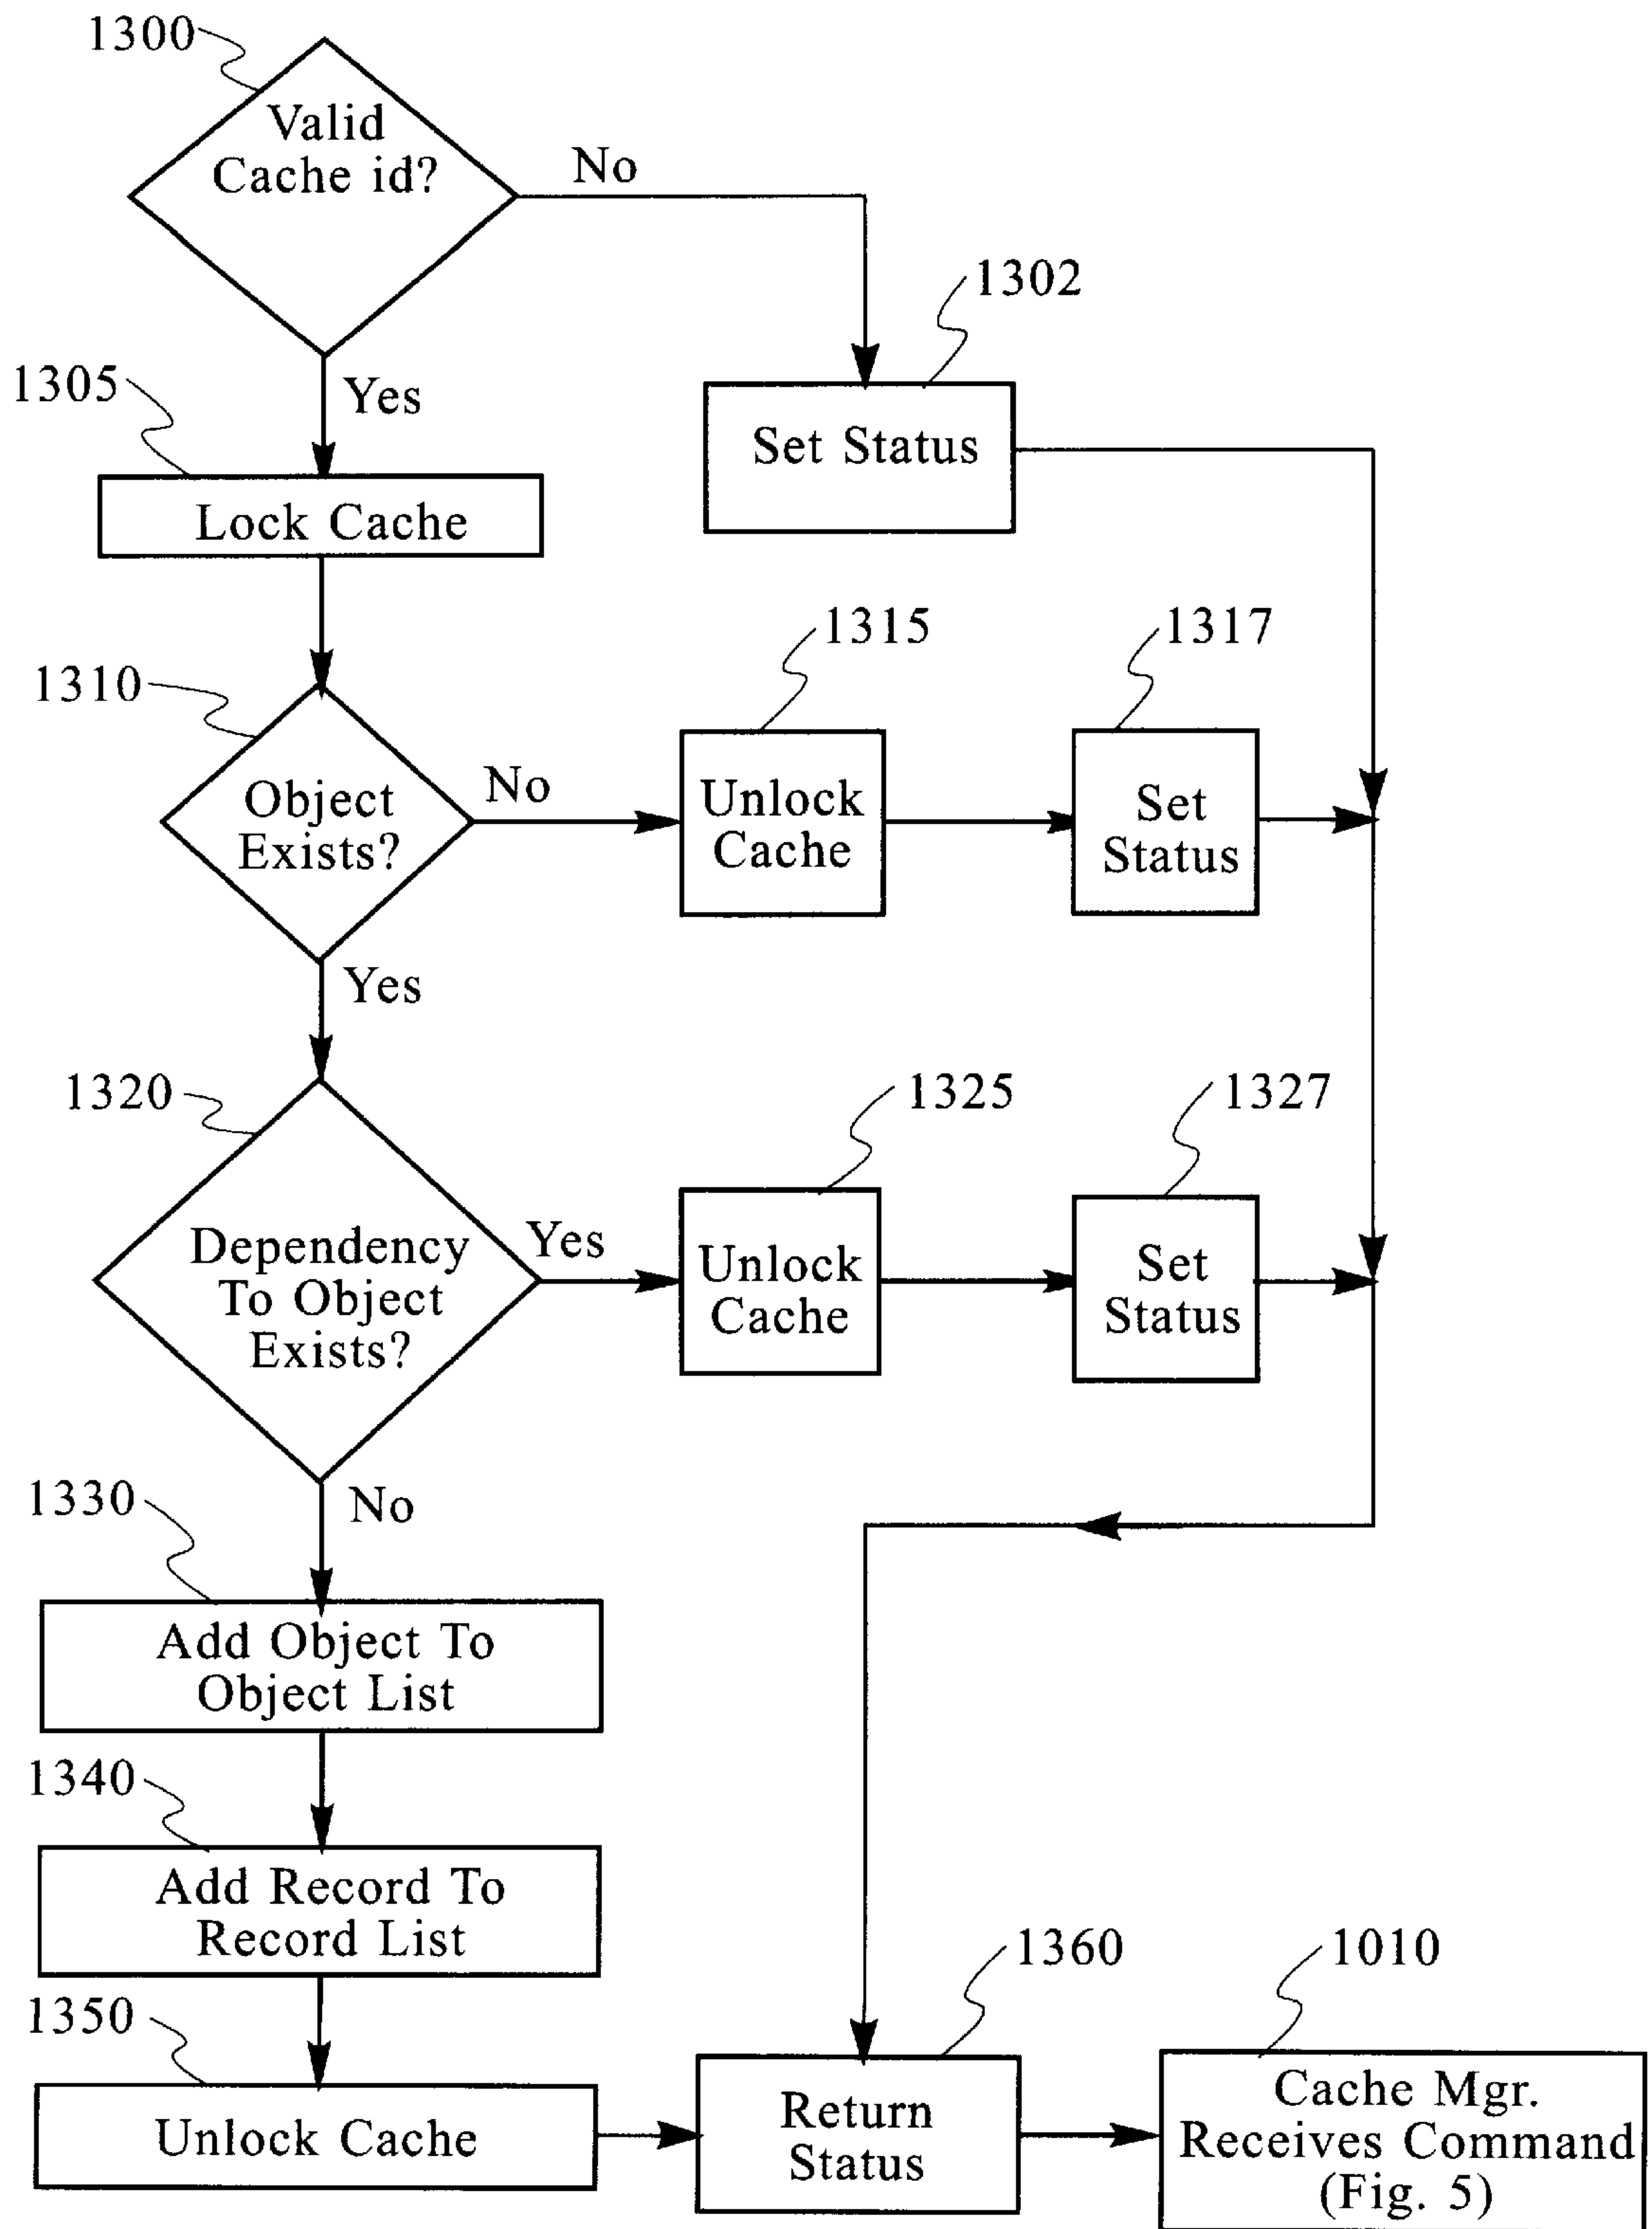 1300
Valid
Cache id?
No
1302
Set Status
1305
Yes
Lock Cache
1310
Object
Exists?
No
1315
Unlock
Cache
1317
Set
Status
Yes
1320
Dependency
To Object
Exists?
Yes
1325
Unlock
Cache
1327
Set
Status
No
1330
Add Object To
Object List
1340
Add Record To
Record List
1350
Unlock Cache
1360
Return
Status
1010
Cache Mgr.
Receives Command
(Fig. 5)